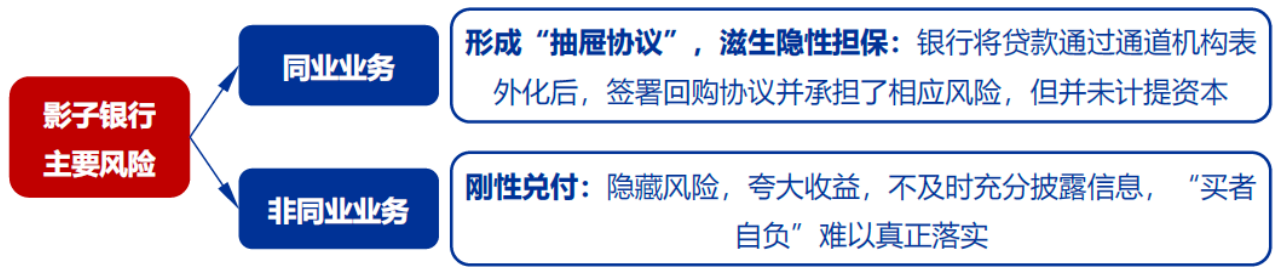 影子银行
主要风险
同业业务
形成“抽屉协议”，滋生隐性担保：银行将贷款通过通道机构表
外化后，签署回购协议并承担了相应风险，但并未计提资本
非同业业务
刚性兑付：隐藏风险，夸大收益，不及时充分披露信息，“买者
自负”难以真正落实